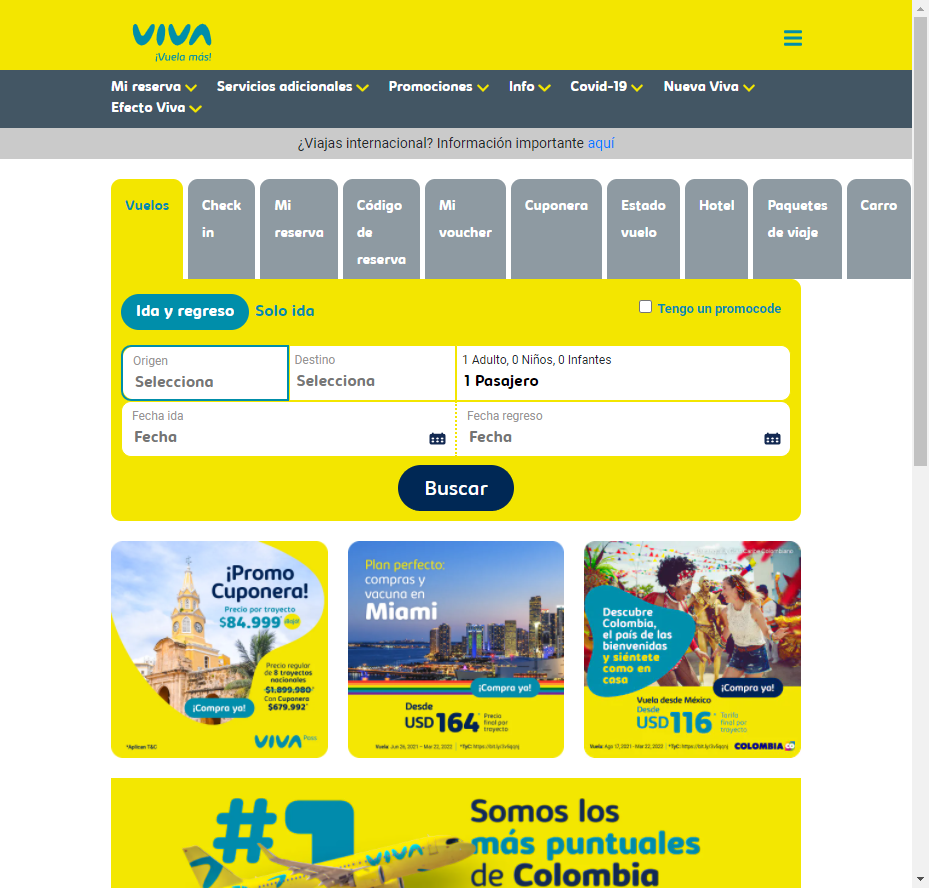 VIVA
¡Vuela más!
Mi reserva Servicios adicionales Promociones Info Covid-19 Nueva Viva
Efecto Viva
¿Viajas internacional? Información importante aquí
Vuelos
Check
in
Mi
reserva
Código
de
reserva
Mi
voucher
Cuponera
Estado
vuelo
Hotel
Paquetes
de viaje
Carro
Ida y regreso Solo ida
Tengo un promocode
Origen
Selecciona
Destino
Selecciona
1 Adulto, 0 Niños, 0 Infantes
1 Pasajero
Fecha ida
Fecha
Fecha regreso
Fecha
Buscar
¡Promo
Cuponera!
Precio por trayecto
$84.999
Precio regular
de 8 trayectos
nacionales
$1.899.980
Con Cuponera
$679.992*
¡Compra ya!
*Aplican T&C
VIVA
Plan perfecto:
compras y
vacuna en
Miami
¡Compra ya!
Desde
USD 164*
Precio
final por
trayecto
Vuela: Jun 26, 2021 – Mar 22, 2022
Caribe Colombiano
Descubre
Colombia,
el país de las
bienvenidas
y siéntete
como en
casa
¡Compra ya!
Vuela desde México
Desde
USD 116*
Tarifa
final por
trayecto
Vuela: Ago 17, 2021 - Mar 22, 2022
COLOMBIA CO
#1
VIVA
Somos los
más puntuales
de Colombia